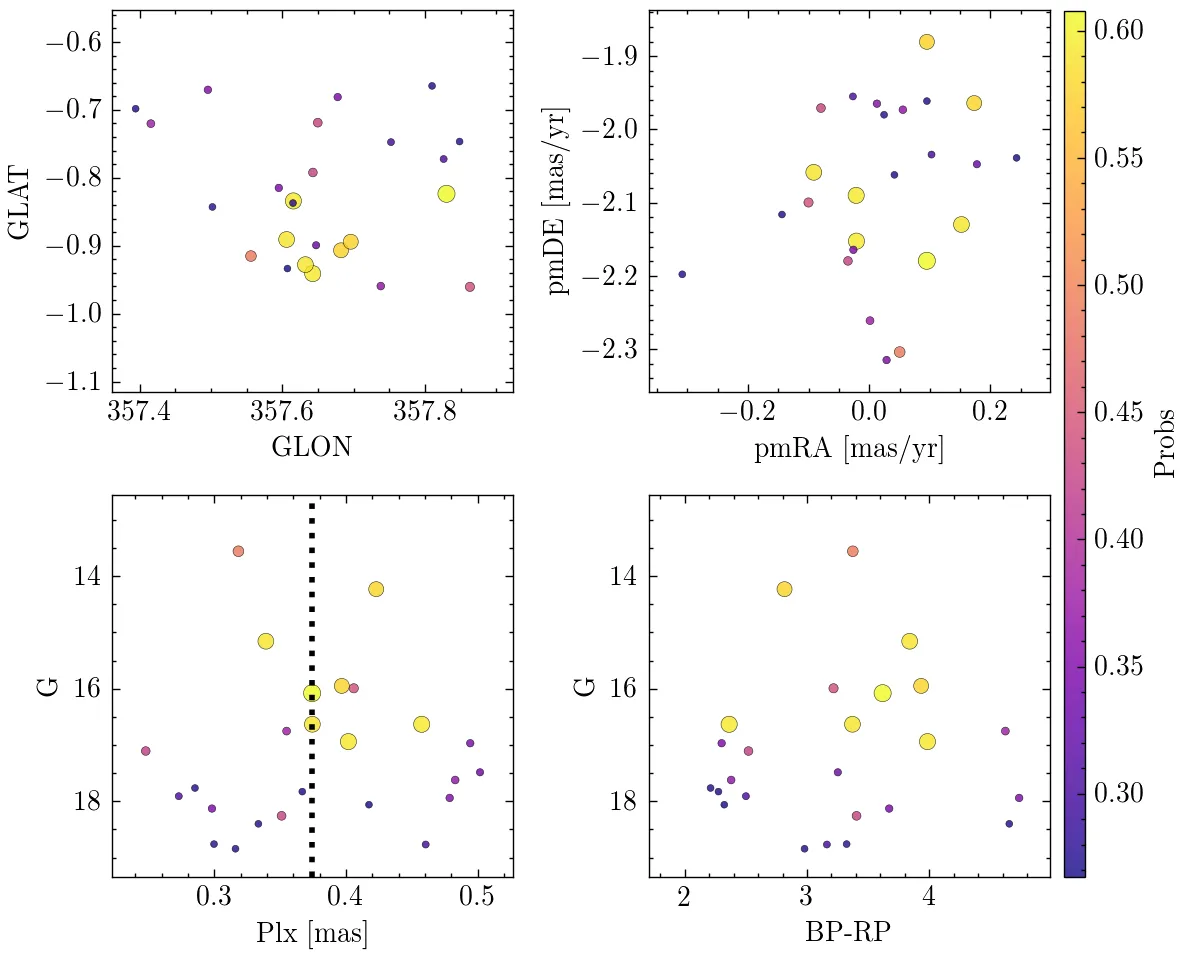 −0.6
−0.7
−0.8
−0.9
−1.0
−1.1
GLAT
357.4 357.6 357.8
GLON
−1.9
−2.0
−2.1
−2.2
−2.3
pmDE [mas/yr]
−0.2 0.0 0.2
pmRA [mas/yr]
14
16
18
G
0.3 0.4 0.5
Plx [mas]
14
16
18
G
2 3 4
BP-RP
0.60
0.55
0.50
0.45
0.40
0.35
0.30
Probs